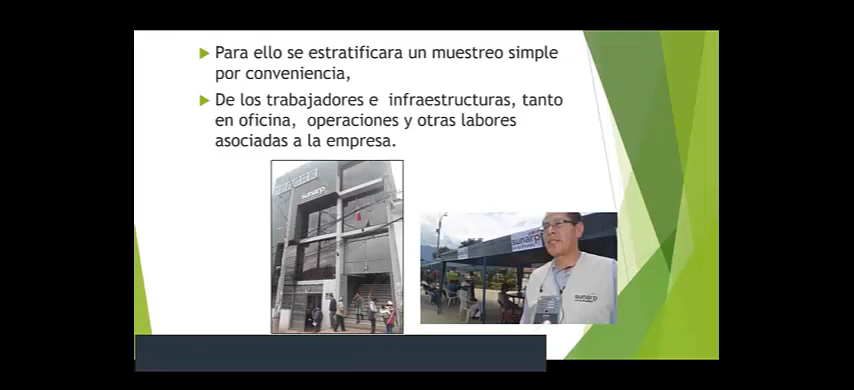 Para ello se estratificara un muestreo simple
por conveniencia,
De los trabajadores e infraestructuras, tanto
en oficina, operaciones y otras labores
asociadas a la empresa.
sunarp
sunarp
sunarp